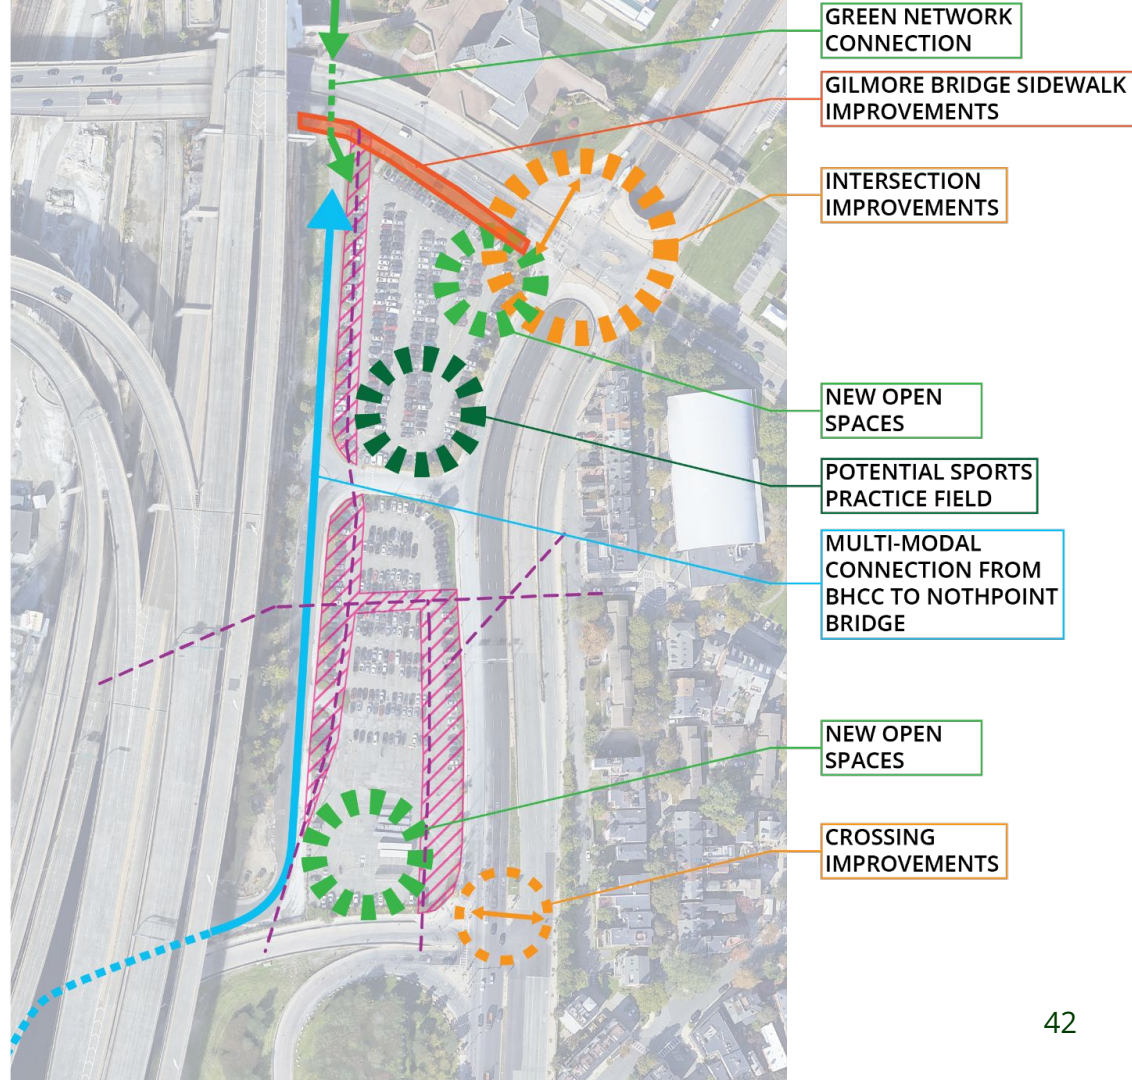 GREEN NETWORK
CONNECTION
GILMORE BRIDGE SIDEWALK
IMPROVEMENTS
INTERSECTION
IMPROVEMENTS
NEW OPEN
SPACES
POTENTIAL SPORTS
PRACTICE FIELD
MULTI-MODAL
CONNECTION FROM
BHCC TO NOTHPOINT
BRIDGE
NEW OPEN
SPACES
CROSSING
IMPROVEMENTS
42